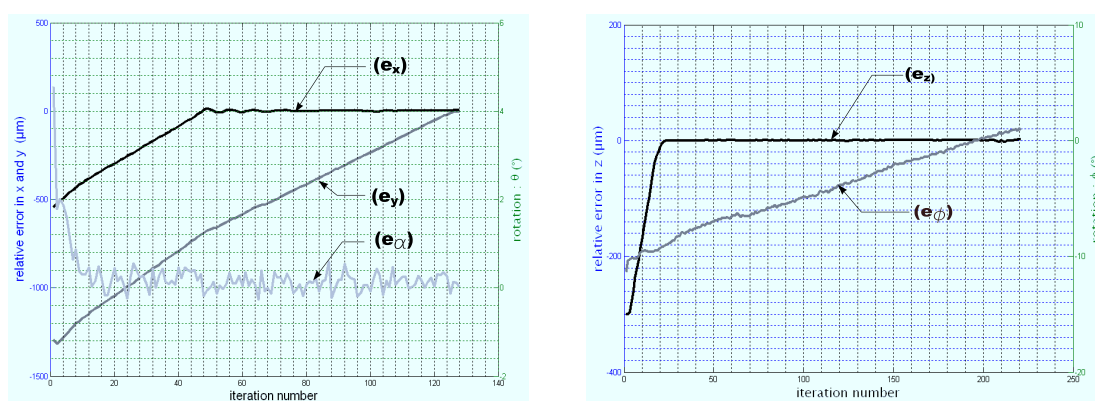 500
0
-500
-1000
-1500
relative error in x and y (µm)
0
20
40
60
80
100
120
140
iteration number
6
4
2
0
-2
rotation : θ (°)
(ex)
(ey)
(eα)
200
0
-200
-400
relative error in z (µm)
0
50
100
150
200
250
iteration number
10
0
-10
-20
rotation : ϕ
(ez)
(eϕ)